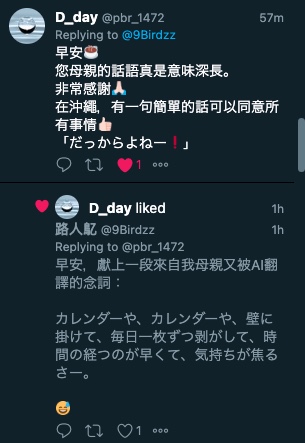 D_day @pbr_1472 57m
Replying to @9Birdzz
早安☕
您母親的話語真是意味深長。
非常感謝🙏🏻
在沖繩，有一句簡單的話可以同意所
有事情👍🏻
「だっからよねー❗」
1
D_day liked 1h
路人髦 @9Birdzz 1h
Replying to @pbr_1472
早安，獻上一段來自我母親又被AI翻
譯的念詞：
カレンダーや、カレンダーや、壁に
掛けて、毎日一枚ずつ剥がして、時
間の経つのが早くて、気持ちが焦る
さー。
😅
1